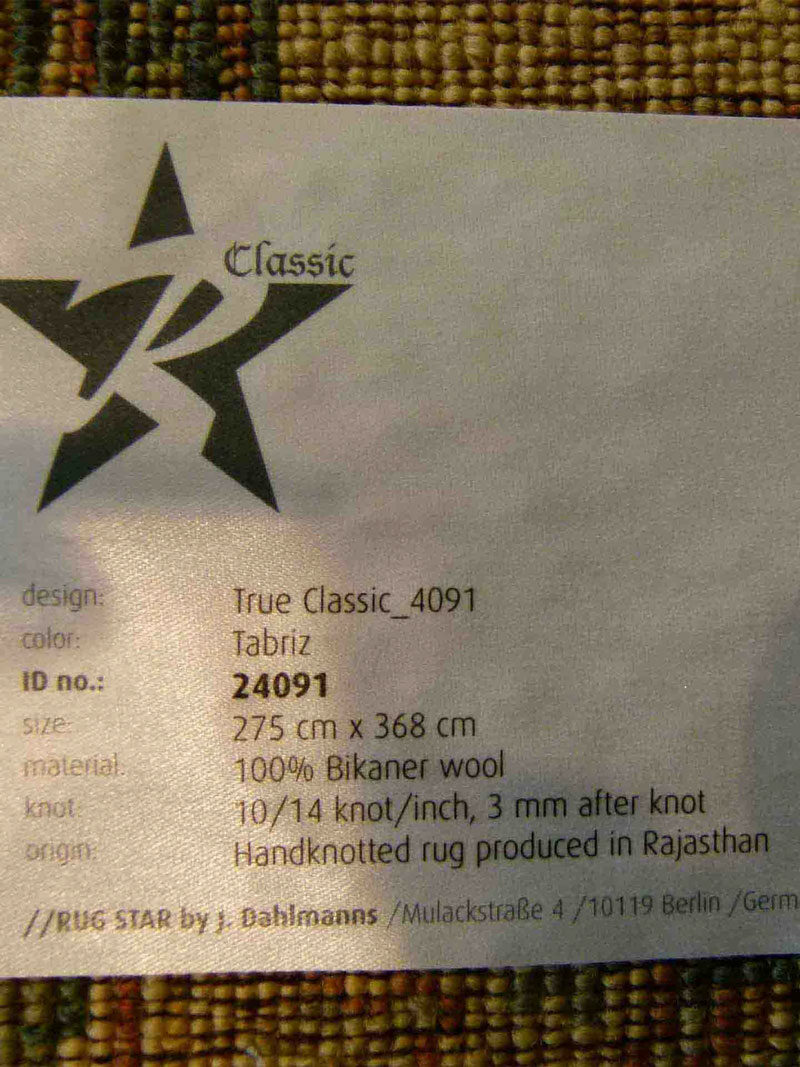 Classic
design: True Classic_4091
color: Tabriz
ID no.: 24091
size: 275 cm x 368 cm
material: 100% Bikaner wool
knot: 10/14 knot/inch, 3 mm after knot
origin: Handknotted rug produced in Rajasthan
//RUG STAR by J. Dahlmanns /Mulackstraße 4 /10119 Berlin /Germ